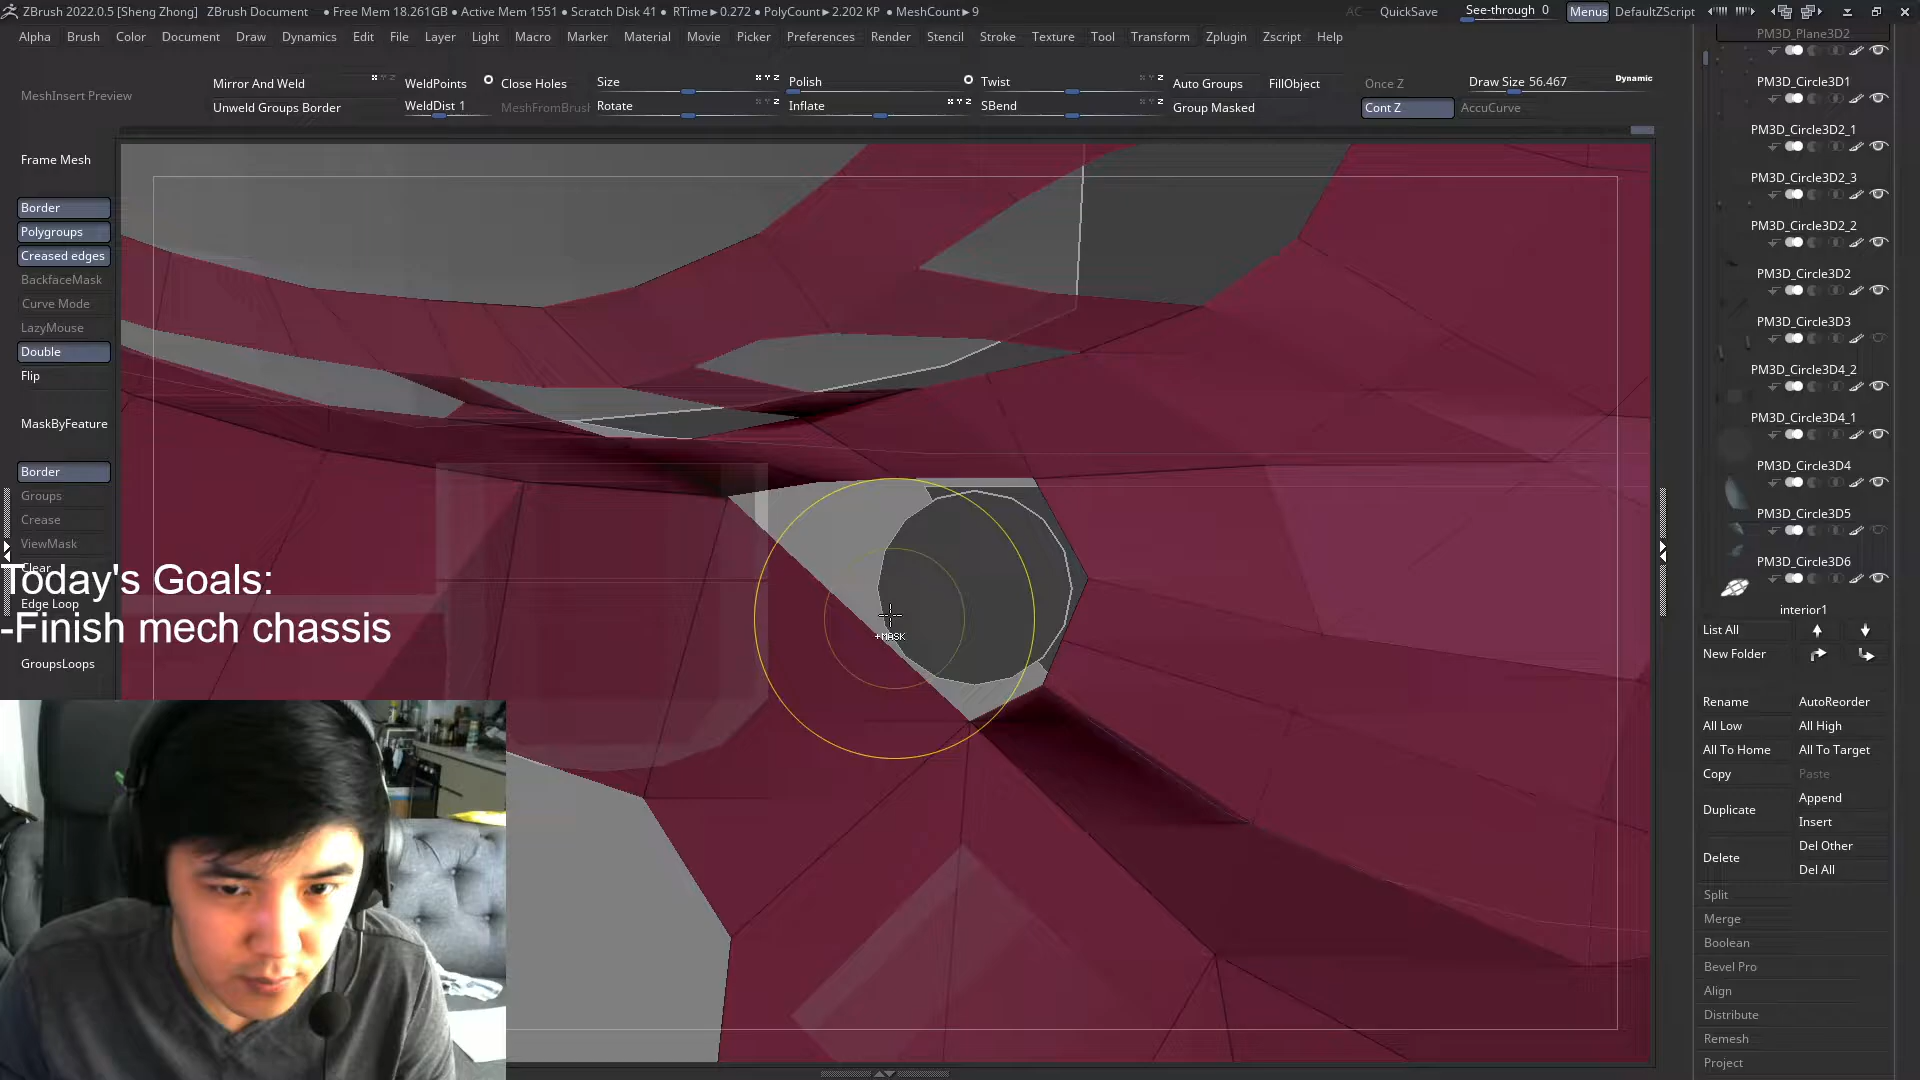 ZBrush 2022.0.5 [Sheng Zhong] ZBrush Document ● Free Mem 18.261GB ● Active Mem 1551 ● Scratch Disk 41 ● RTime►0.272 ● PolyCount►2.202 KP ● MeshCount►9 AC QuickSave See-through 0 Menus DefaultZScript
Alpha Brush Color Document Draw Dynamics Edit File Layer Light Macro Marker Material Movie Picker Preferences Render Stencil Stroke Texture Tool Transform Zplugin Zscript Help
MeshInsert Preview
Mirror And Weld WeldPoints Close Holes Size Polish Twist Auto Groups FillObject Once Z Draw Size 56.467 Dynamic
Unweld Groups Border WeldDist 1 MeshFromBrush Rotate Inflate SBend Group Masked Cont Z AccuCurve
Frame Mesh
Border
Polygroups
Creased edges
BackfaceMask
Curve Mode
LazyMouse
Double
Flip
MaskByFeature
Border
Groups
Crease
ViewMask
Clear
Today's Goals:
Edge Loop
-Finish mech chassis
GroupsLoops
+MASK
PM3D_Plane3D2
PM3D_Circle3D1
PM3D_Circle3D2_1
PM3D_Circle3D2_3
PM3D_Circle3D2_2
PM3D_Circle3D2
PM3D_Circle3D3
PM3D_Circle3D4_2
PM3D_Circle3D4_1
PM3D_Circle3D4
PM3D_Circle3D5
PM3D_Circle3D6
interior1
List All
New Folder
Rename AutoReorder
All Low All High
All To Home All To Target
Copy Paste
Duplicate Append
Insert
Delete Del Other
Del All
Split
Merge
Boolean
Bevel Pro
Align
Distribute
Remesh
Project